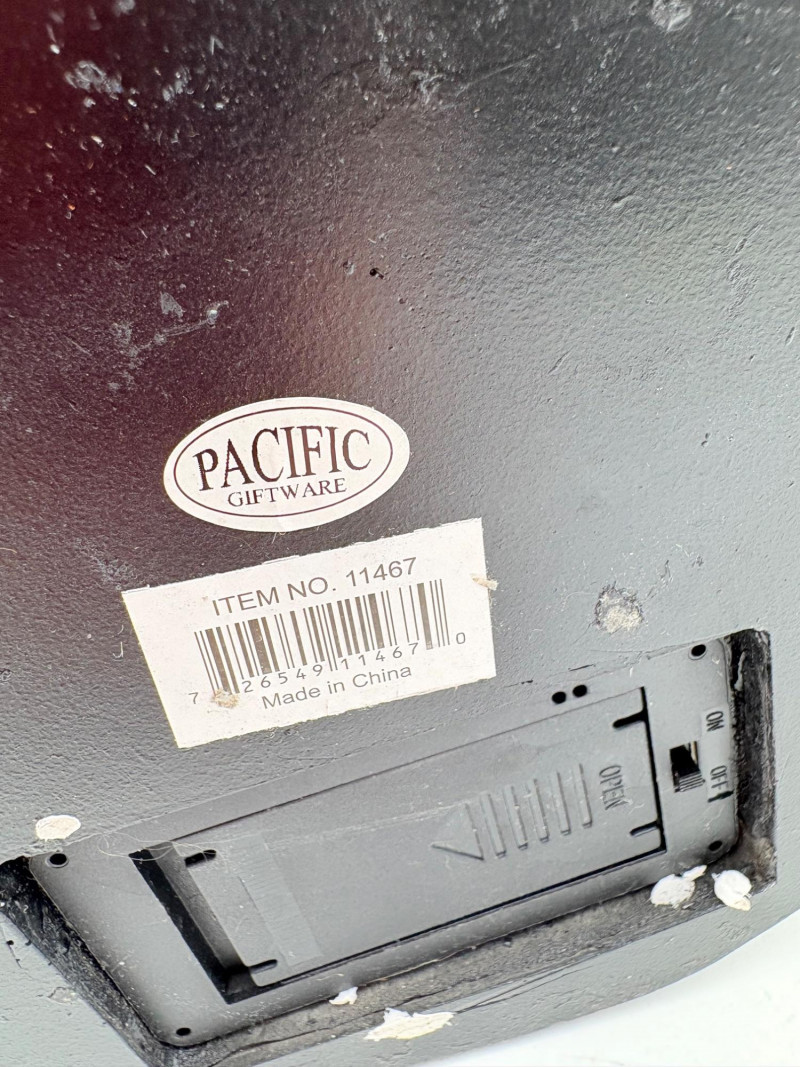 PACIFIC
GIFTWARE
ITEM NO. 11467
7 26549 11467 0
Made in China
OPEN
ON
OFF